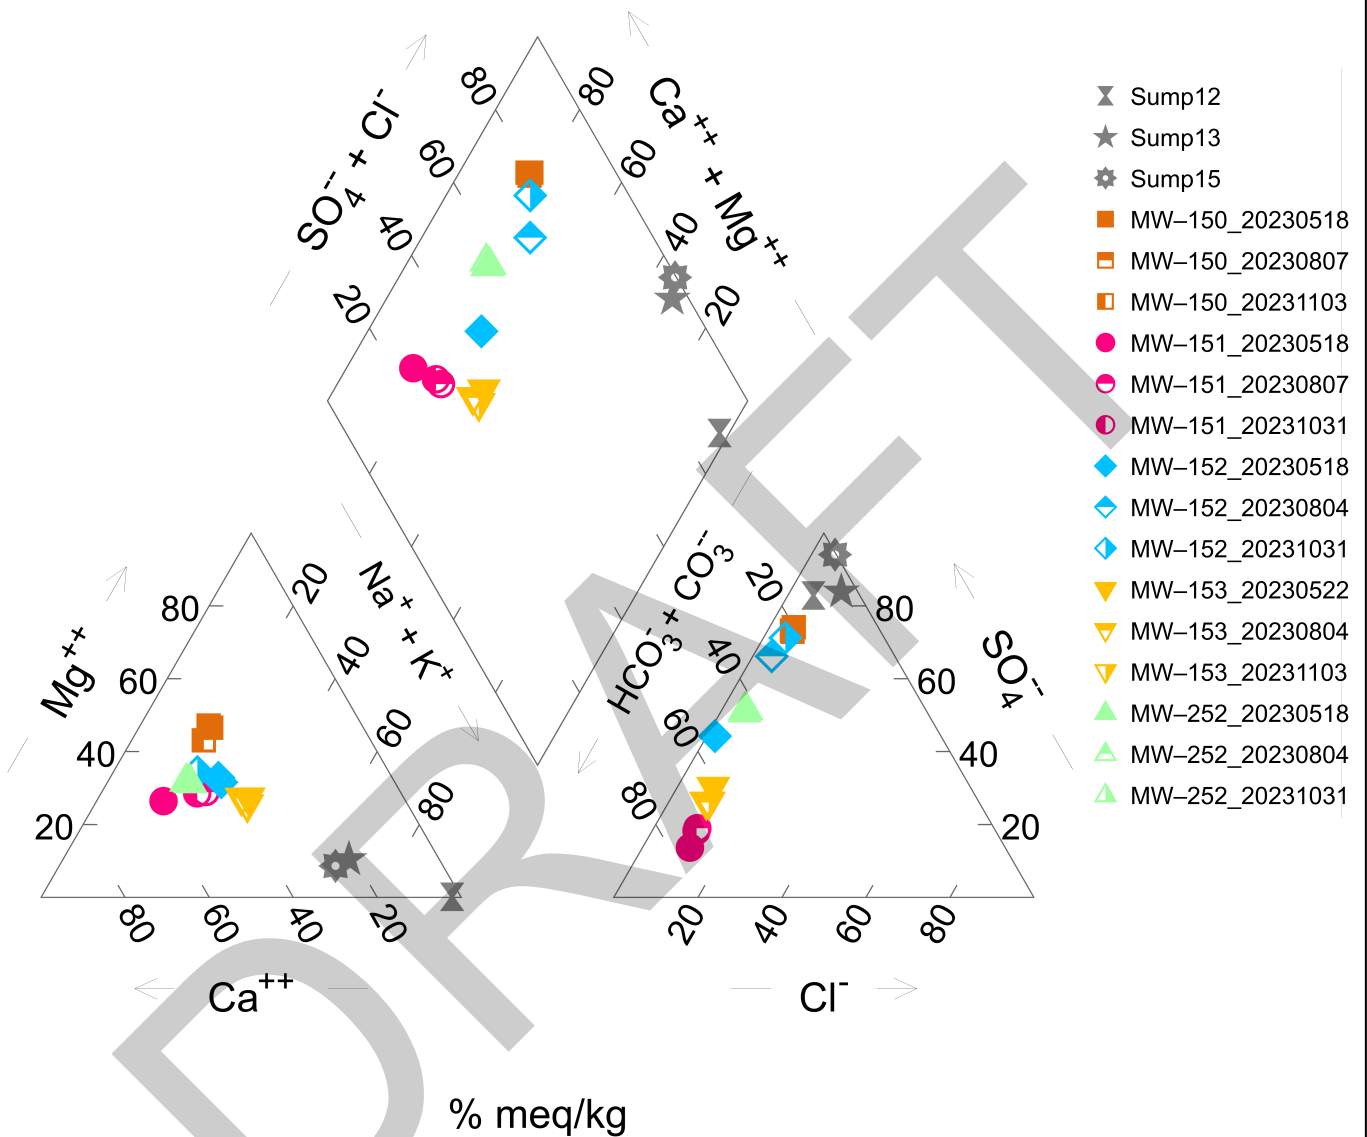 80
80
SO₄⁻⁻ + Cl⁻
Ca⁺⁺ + Mg⁺⁺
60
60
40
40
20
20
Sump12
Sump13
Sump15
MW–150_20230518
MW–150_20230807
MW–150_20231103
MW–151_20230518
MW–151_20230807
MW–151_20231031
MW–152_20230518
MW–152_20230804
MW–152_20231031
MW–153_20230522
MW–153_20230804
MW–153_20231103
MW–252_20230518
MW–252_20230804
MW–252_20231031
Mg⁺⁺
80
60
40
20
Na⁺ + K⁺
20
40
60
80
HCO₃⁻ + CO₃⁻⁻
20
40
60
80
SO₄⁻⁻
80
60
40
20
80
60
40
20
Ca⁺⁺
20
40
60
80
Cl⁻
% meq/kg
DRAFT